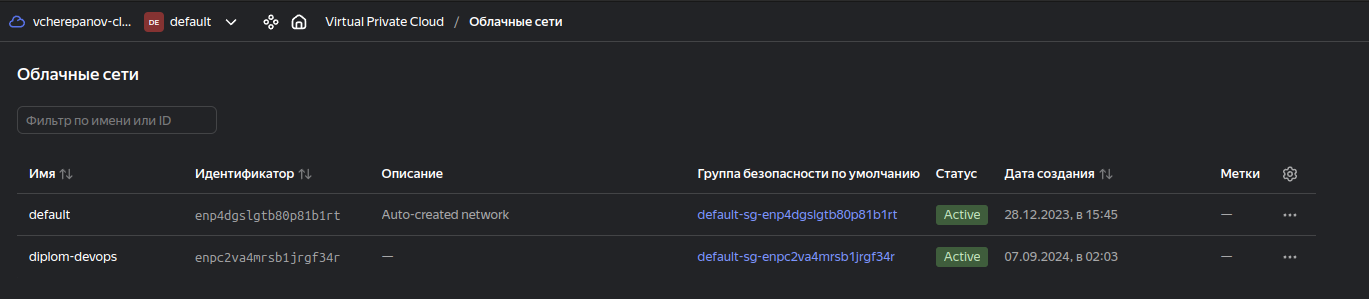 vcherepanov-cl... DE default Virtual Private Cloud / Облачные сети
Облачные сети
Фильтр по имени или ID
Имя Идентификатор Описание Группа безопасности по умолчанию Статус Дата создания Метки
default enp4dgslgtb80p81b1rt Auto-created network default-sg-enp4dgslgtb80p81b1rt Active 28.12.2023, в 15:45 —
diplom-devops enpc2va4mrsb1jrgf34r — default-sg-enpc2va4mrsb1jrgf34r Active 07.09.2024, в 02:03 —